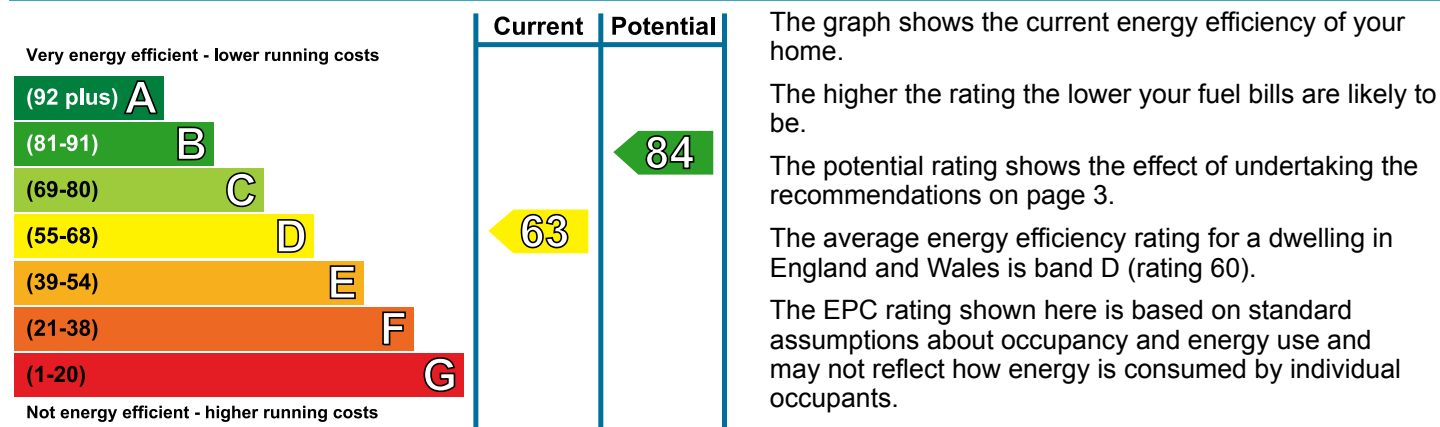 Current Potential
Very energy efficient - lower running costs
(92 plus) A
(81-91) B
84
(69-80) C
(55-68) D
63
(39-54) E
(21-38) F
(1-20) G
Not energy efficient - higher running costs
The graph shows the current energy efficiency of your
home.
The higher the rating the lower your fuel bills are likely to
be.
The potential rating shows the effect of undertaking the
recommendations on page 3.
The average energy efficiency rating for a dwelling in
England and Wales is band D (rating 60).
The EPC rating shown here is based on standard
assumptions about occupancy and energy use and
may not reflect how energy is consumed by individual
occupants.